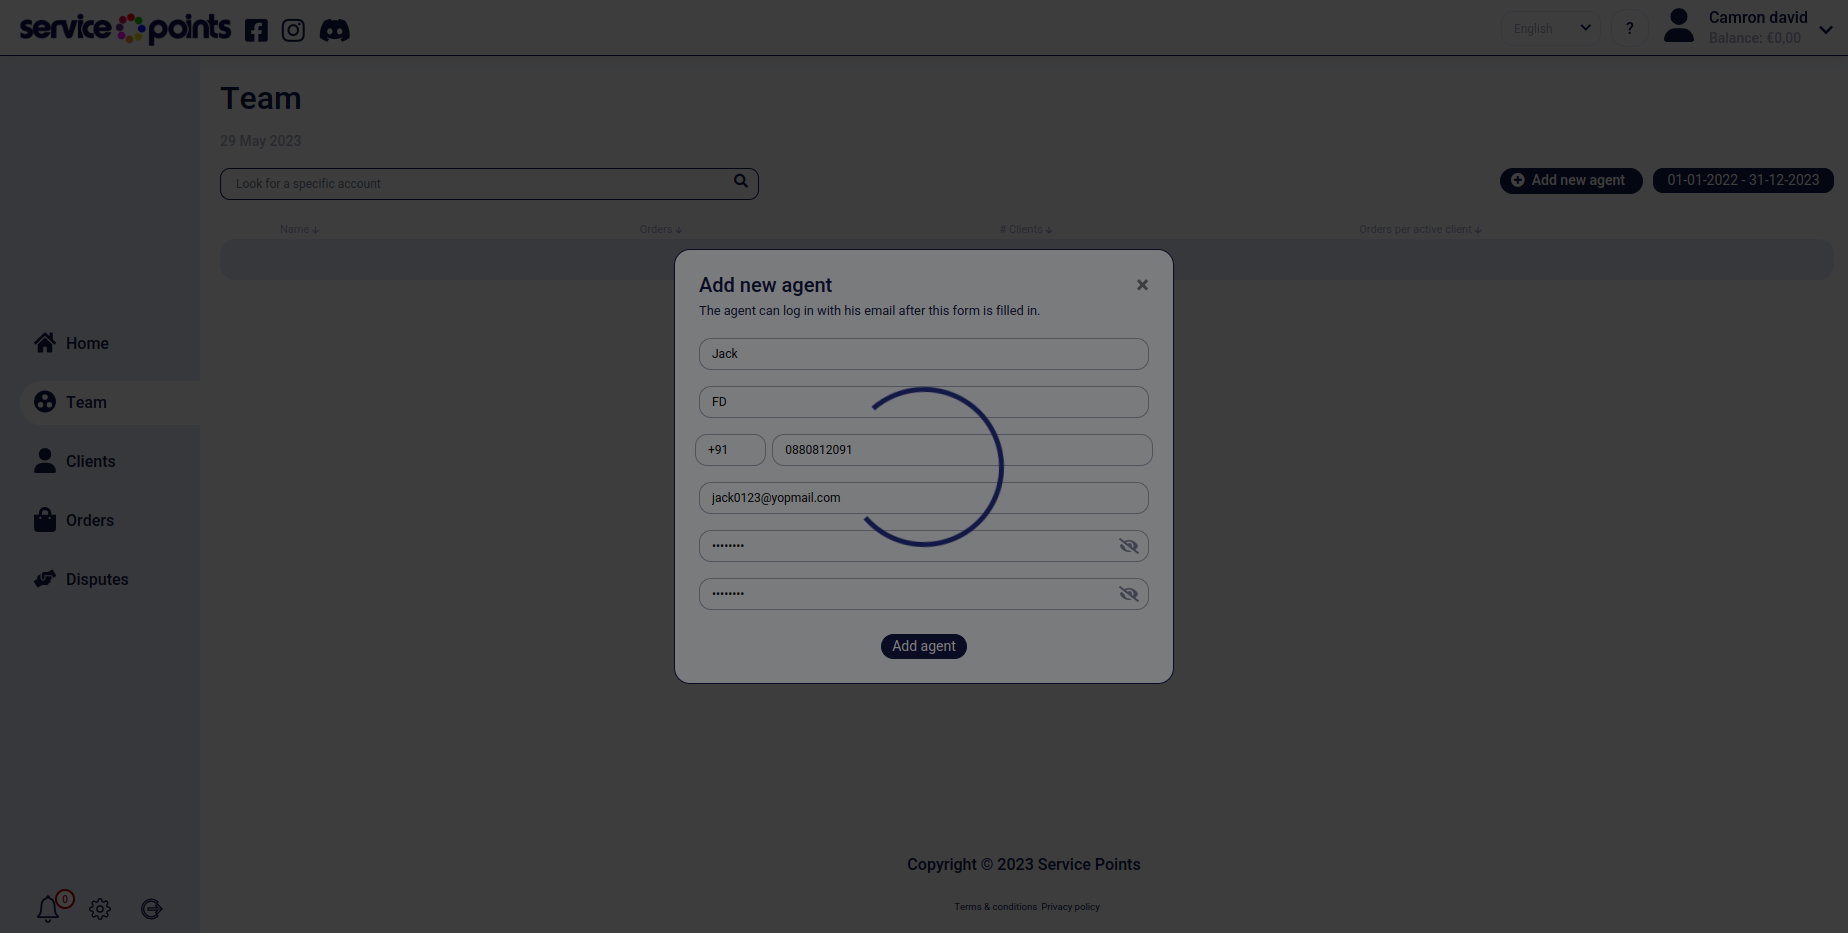 service points
English
?
Camron david
Balance: €0,00
Team
29 May 2023
Look for a specific account
Add new agent
01-01-2022 - 31-12-2023
Name
Orders
# Clients
Orders per active client
Home
Team
Clients
Orders
Disputes
Add new agent
×
The agent can log in with his email after this form is filled in.
Jack
FD
+91
0880812091
jack0123@yopmail.com
••••••••
••••••••
Add agent
Copyright © 2023 Service Points
Terms & conditions Privacy policy
0